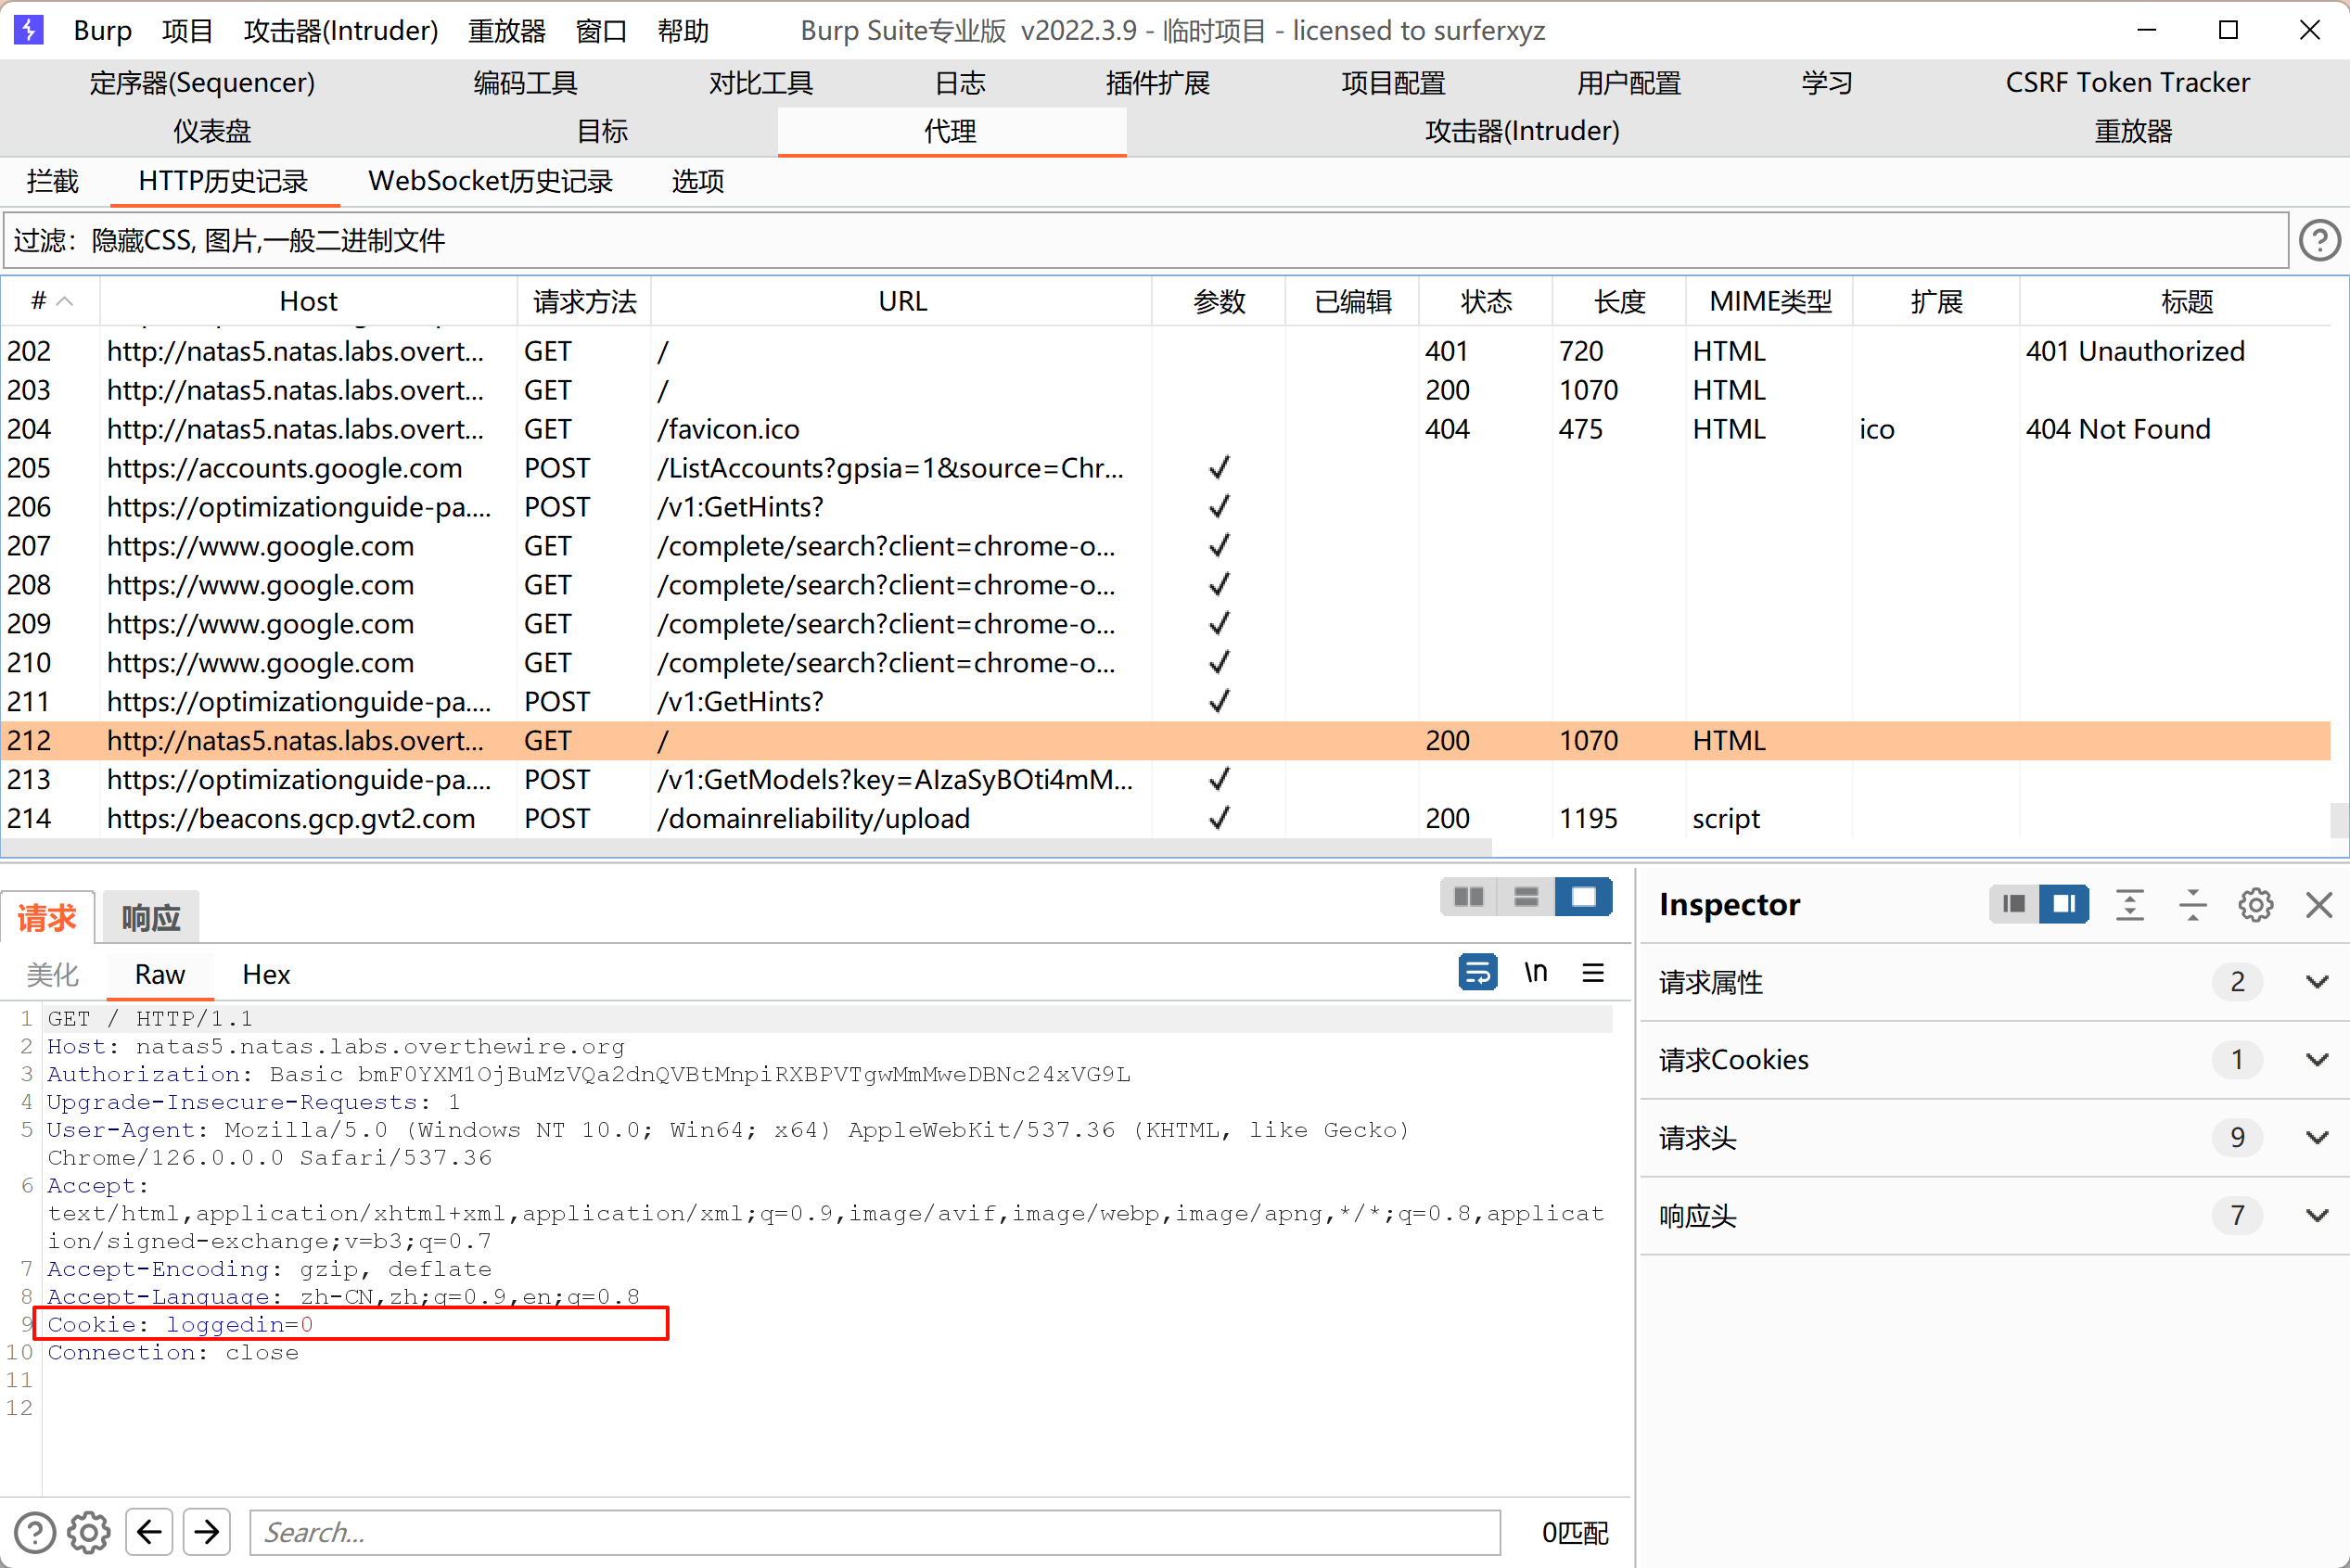 Burp 项目 攻击器(Intruder) 重放器 窗口 帮助 Burp Suite专业版 v2022.3.9 - 临时项目 - licensed to surferxyz
定序器(Sequencer) 编码工具 对比工具 日志 插件扩展 项目配置 用户配置 学习 CSRF Token Tracker
仪表盘 目标 代理 攻击器(Intruder) 重放器
拦截 HTTP历史记录 WebSocket历史记录 选项
过滤：隐藏CSS, 图片,一般二进制文件
# Host 请求方法 URL 参数 已编辑 状态 长度 MIME类型 扩展 标题
202 http://natas5.natas.labs.overt... GET / 401 720 HTML 401 Unauthorized
203 http://natas5.natas.labs.overt... GET / 200 1070 HTML
204 http://natas5.natas.labs.overt... GET /favicon.ico 404 475 HTML ico 404 Not Found
205 https://accounts.google.com POST /ListAccounts?gpsia=1&source=Chr... ✓
206 https://optimizationguide-pa.... POST /v1:GetHints? ✓
207 https://www.google.com GET /complete/search?client=chrome-o... ✓
208 https://www.google.com GET /complete/search?client=chrome-o... ✓
209 https://www.google.com GET /complete/search?client=chrome-o... ✓
210 https://www.google.com GET /complete/search?client=chrome-o... ✓
211 https://optimizationguide-pa.... POST /v1:GetHints? ✓
212 http://natas5.natas.labs.overt... GET / 200 1070 HTML
213 https://optimizationguide-pa.... POST /v1:GetModels?key=AIzaSyBOti4mM... ✓
214 https://beacons.gcp.gvt2.com POST /domainreliability/upload ✓ 200 1195 script
请求 响应
美化 Raw Hex \n
1 GET / HTTP/1.1
2 Host: natas5.natas.labs.overthewire.org
3 Authorization: Basic bmF0YXM1OjBuMzVQa2dnQVBtMnpiRXBPVTgwMmMweDBNc24xVG9L
4 Upgrade-Insecure-Requests: 1
5 User-Agent: Mozilla/5.0 (Windows NT 10.0; Win64; x64) AppleWebKit/537.36 (KHTML, like Gecko)
Chrome/126.0.0.0 Safari/537.36
6 Accept:
text/html,application/xhtml+xml,application/xml;q=0.9,image/avif,image/webp,image/apng,*/*;q=0.8,applicat
ion/signed-exchange;v=b3;q=0.7
7 Accept-Encoding: gzip, deflate
8 Accept-Language: zh-CN,zh;q=0.9,en;q=0.8
9 Cookie: loggedin=0
10 Connection: close
11
12
Search...
0匹配
Inspector
请求属性 2
请求Cookies 1
请求头 9
响应头 7